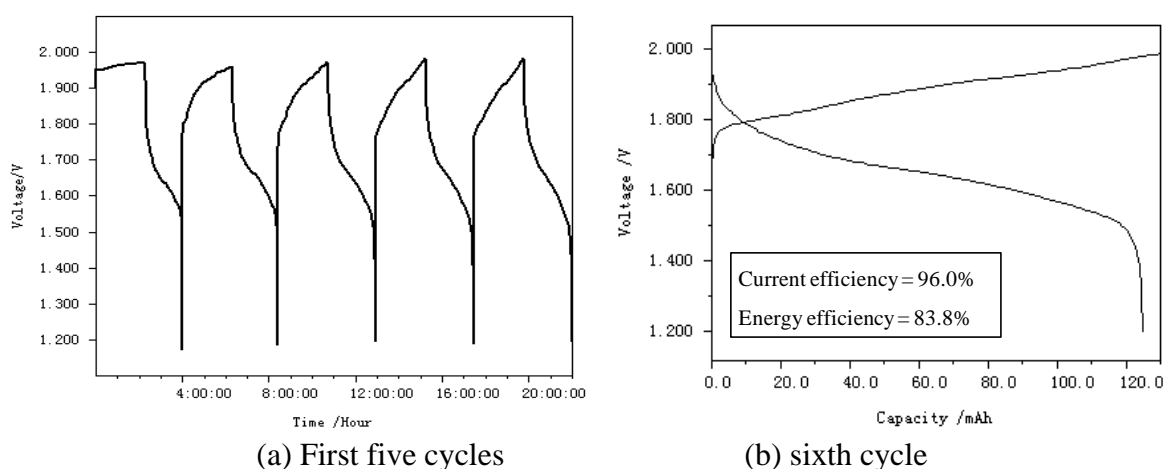 2.000
1.900
1.800
1.700
1.600
1.500
1.400
1.300
1.200
Voltage/V
4:00:00 8:00:00 12:00:00 16:00:00 20:00:00
Time /Hour
(a) First five cycles
2.000
1.800
1.600
1.400
1.200
Voltage /V
Current efficiency = 96.0%
Energy efficiency = 83.8%
0.0 20.0 40.0 60.0 80.0 100.0 120.0
Capacity /mAh
(b) sixth cycle